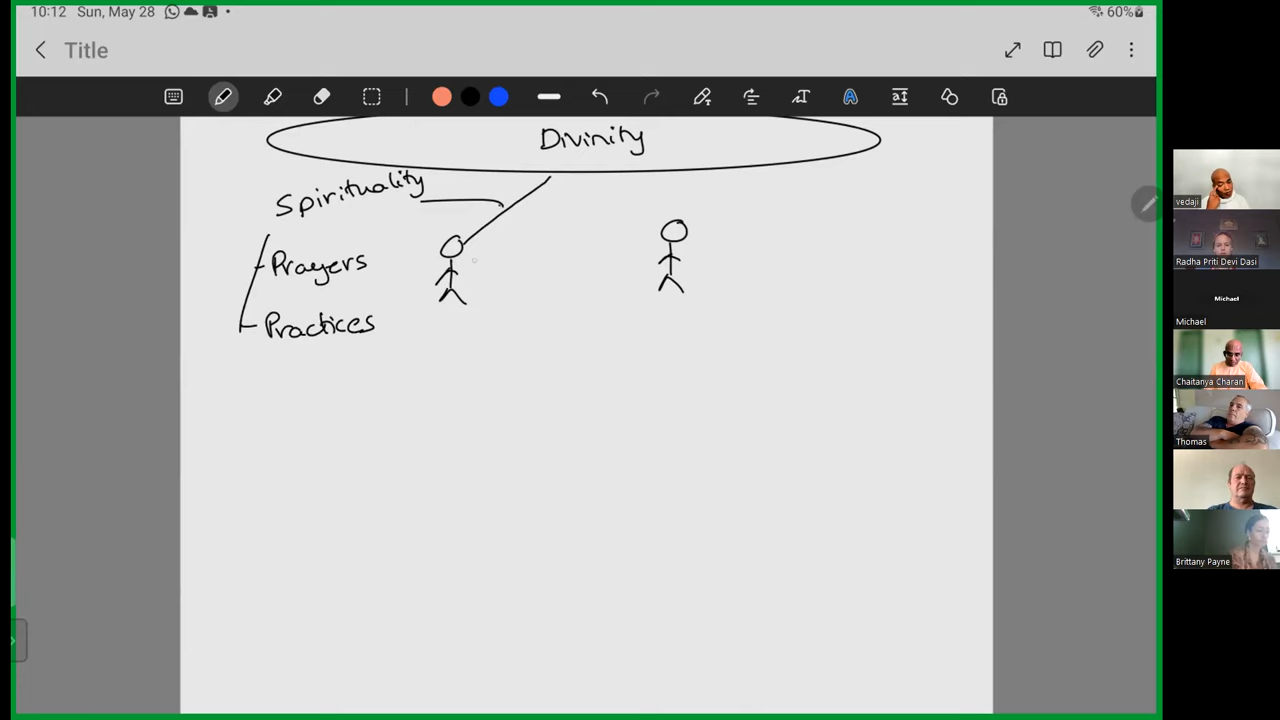 10:12 Sun, May 28
60%
Title
Divinity
Spirituality
Prayers
Practices
vedaji
Radha Priti Devi Dasi
Michael
Michael
Chaitanya Charan
Thomas
Brittany Payne